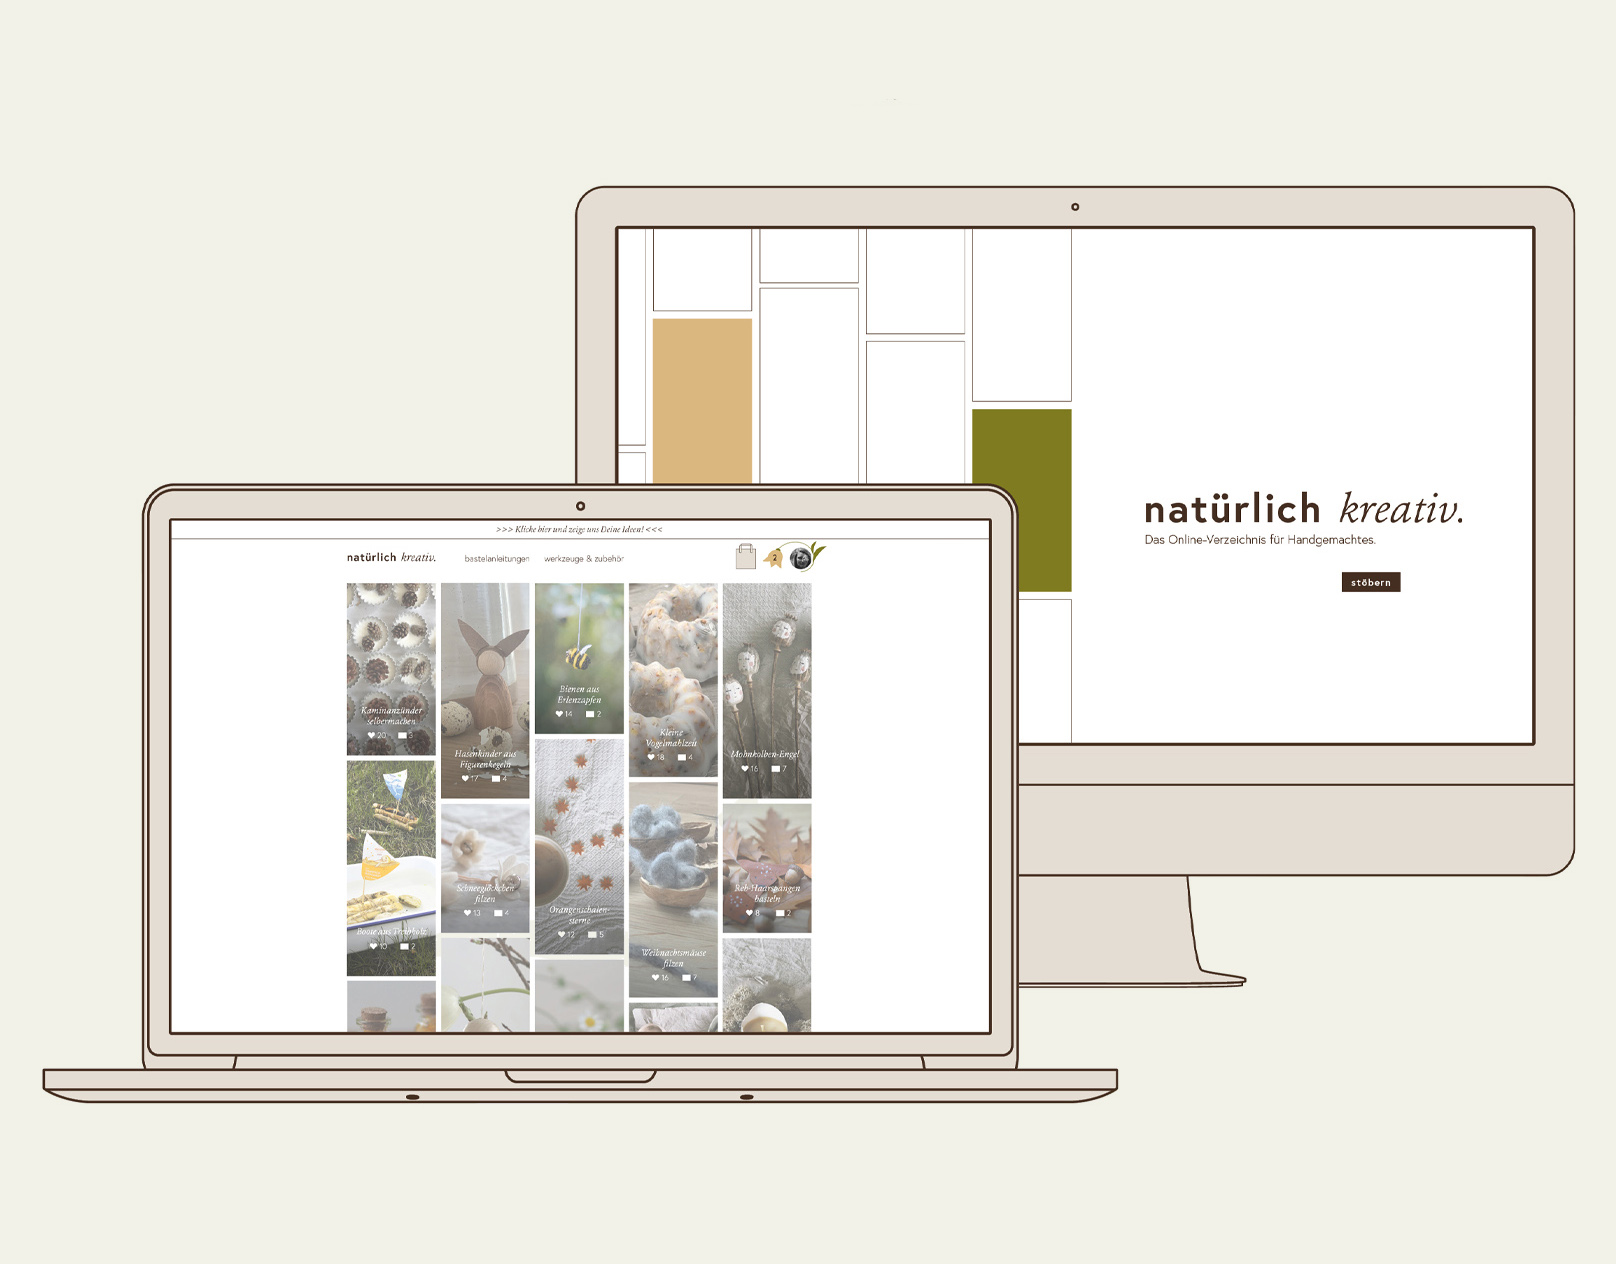 natürlich kreativ.
Das Online-Verzeichnis für Handgemachtes.
stöbern
>>> Klicke hier und zeige uns Deine Ideen! <<<
natürlich kreativ.
bastelanleitungen
werkzeuge & zubehör
2
Kaminanzünder
selbermachen
20 3
Hasenkinder aus
Figurenkegeln
17 4
Bienen aus
Erlenzapfen
14 2
Kleine
Vogelmahlzeit
18 4
Mohnkolben-Engel
16 7
Boote aus Treibholz
10 2
Schneeglöckchen
filzen
13 4
Orangenschalen-
sterne
12 5
Weihnachtsmäuse
filzen
16 7
Reh-Haarspangen
basteln
8 2